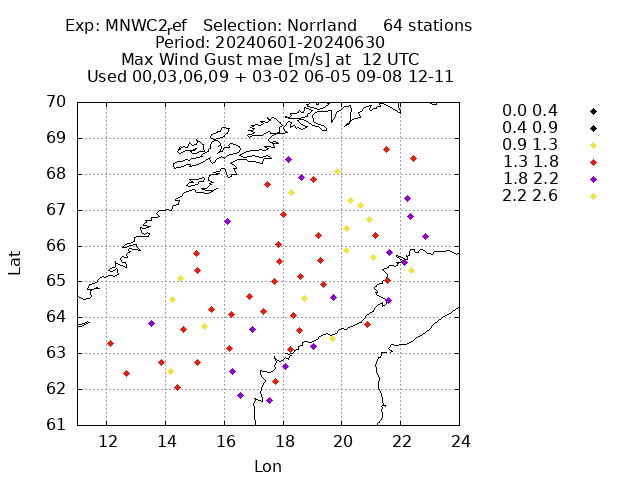 Exp: MNWC2ref Selection: Norrland 64 stations
Period: 20240601-20240630
Max Wind Gust mae [m/s] at 12 UTC
Used 00,03,06,09 + 03-02 06-05 09-08 12-11
0.0 0.4
0.4 0.9
0.9 1.3
1.3 1.8
1.8 2.2
2.2 2.6
70
69
68
67
66
65
64
63
62
61
Lat
12 14 16 18 20 22 24
Lon